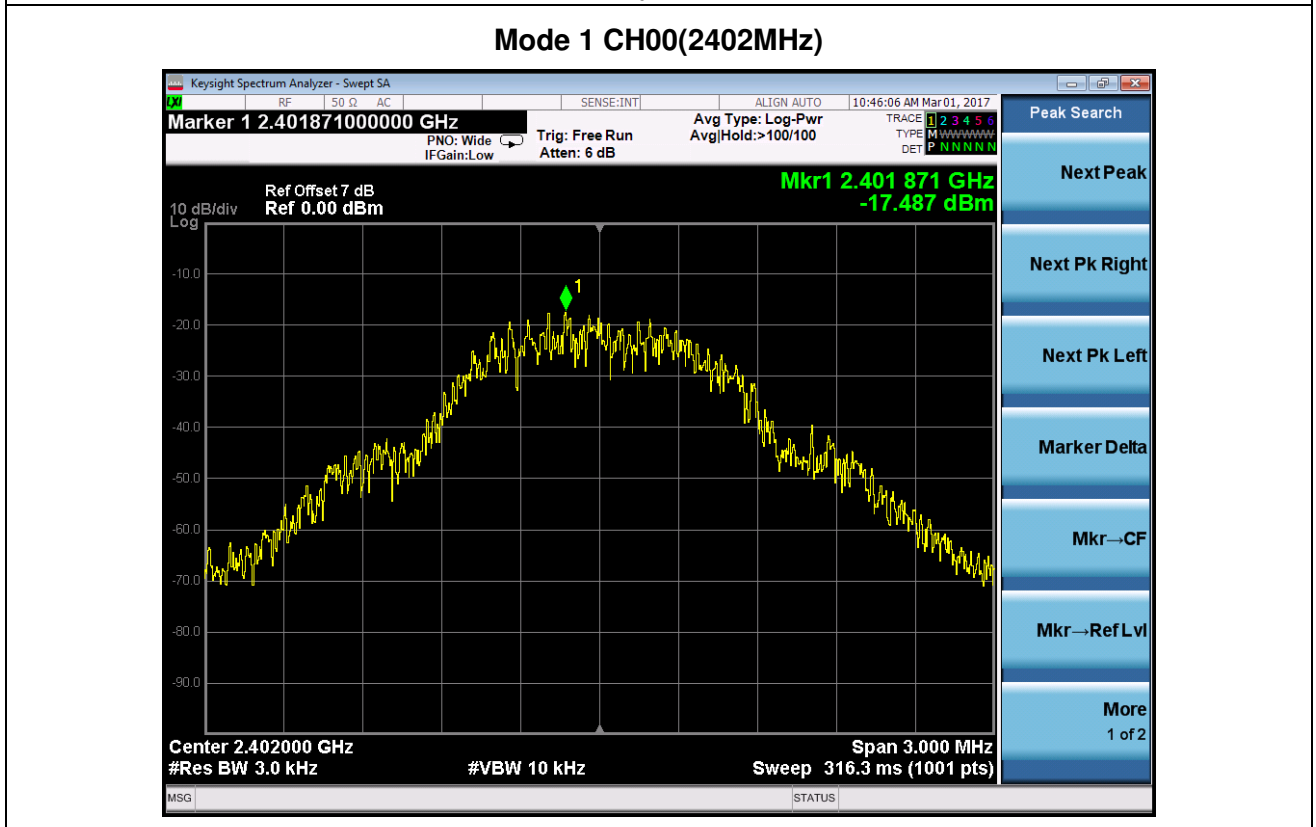 Mode 1 CH00(2402MHz)
Keysight Spectrum Analyzer - Swept SA
LXI RF 50 Ω AC SENSE:INT ALIGN AUTO 10:46:06 AM Mar 01, 2017
Marker 1 2.401871000000 GHz
PNO: Wide
IFGain:Low
Trig: Free Run
Atten: 6 dB
Avg Type: Log-Pwr
Avg|Hold:>100/100
TRACE 1 2 3 4 5 6
TYPE M WWWWW
DET P N N N N N
Mkr1 2.401 871 GHz
-17.487 dBm
Ref Offset 7 dB
10 dB/div Ref 0.00 dBm
Log
1
-10.0
-20.0
-30.0
-40.0
-50.0
-60.0
-70.0
-80.0
-90.0
Center 2.402000 GHz Span 3.000 MHz
#Res BW 3.0 kHz #VBW 10 kHz Sweep 316.3 ms (1001 pts)
MSG STATUS
Peak Search
Next Peak
Next Pk Right
Next Pk Left
Marker Delta
Mkr→CF
Mkr→Ref Lvl
More
1 of 2